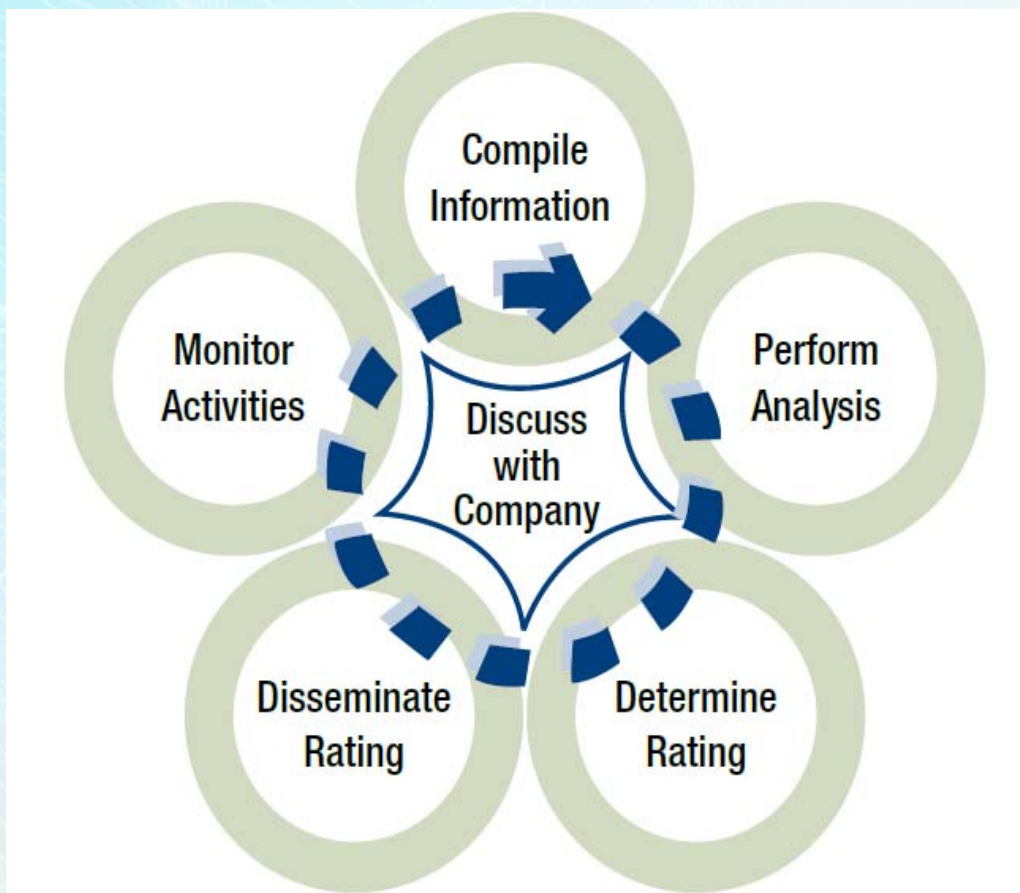 Compile
Information
Perform
Analysis
Determine
Rating
Disseminate
Rating
Monitor
Activities
Discuss
with
Company